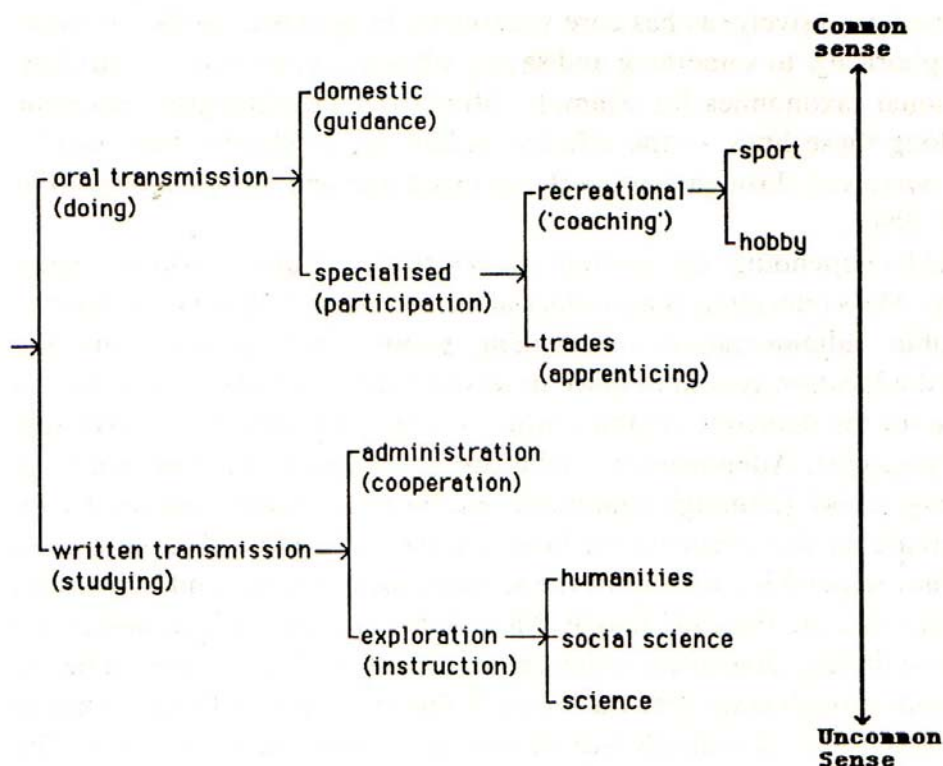 Common
sense
domestic
(guidance)
sport
oral transmission
(doing)
recreational
('coaching')
hobby
specialised
(participation)
trades
(apprenticing)
administration
(cooperation)
written transmission
(studying)
humanities
exploration
(instruction)
social science
science
Uncommon
Sense